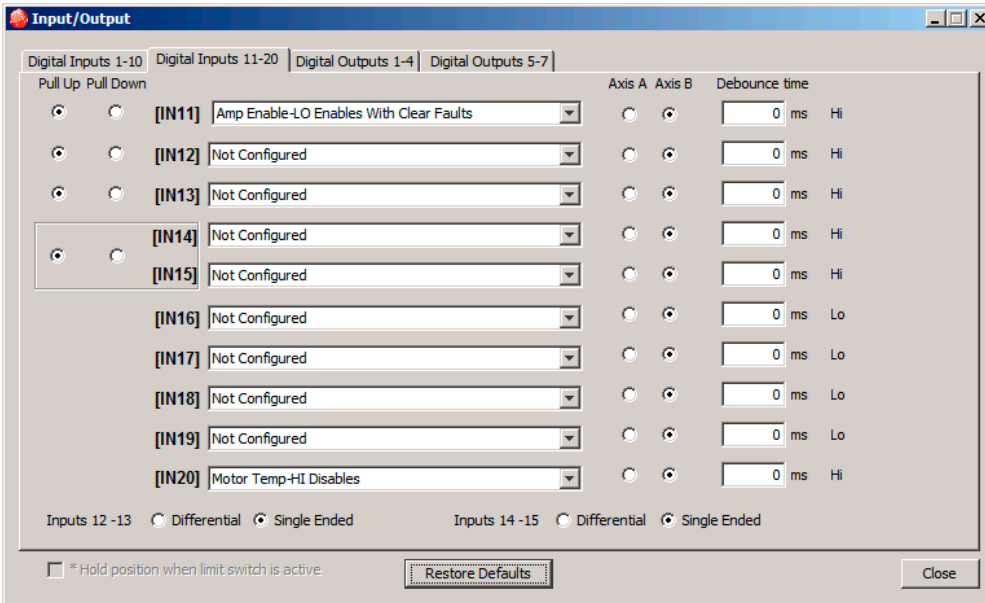 Input/Output
Digital Inputs 1-10 Digital Inputs 11-20 Digital Outputs 1-4 Digital Outputs 5-7
Pull Up Pull Down Axis A Axis B Debounce time
[IN11] Amp Enable-LO Enables With Clear Faults 0 ms Hi
[IN12] Not Configured 0 ms Hi
[IN13] Not Configured 0 ms Hi
[IN14] Not Configured 0 ms Hi
[IN15] Not Configured 0 ms Hi
[IN16] Not Configured 0 ms Lo
[IN17] Not Configured 0 ms Lo
[IN18] Not Configured 0 ms Lo
[IN19] Not Configured 0 ms Lo
[IN20] Motor Temp-HI Disables 0 ms Hi
Inputs 12 -13 Differential Single Ended Inputs 14 -15 Differential Single Ended
* Hold position when limit switch is active Restore Defaults Close